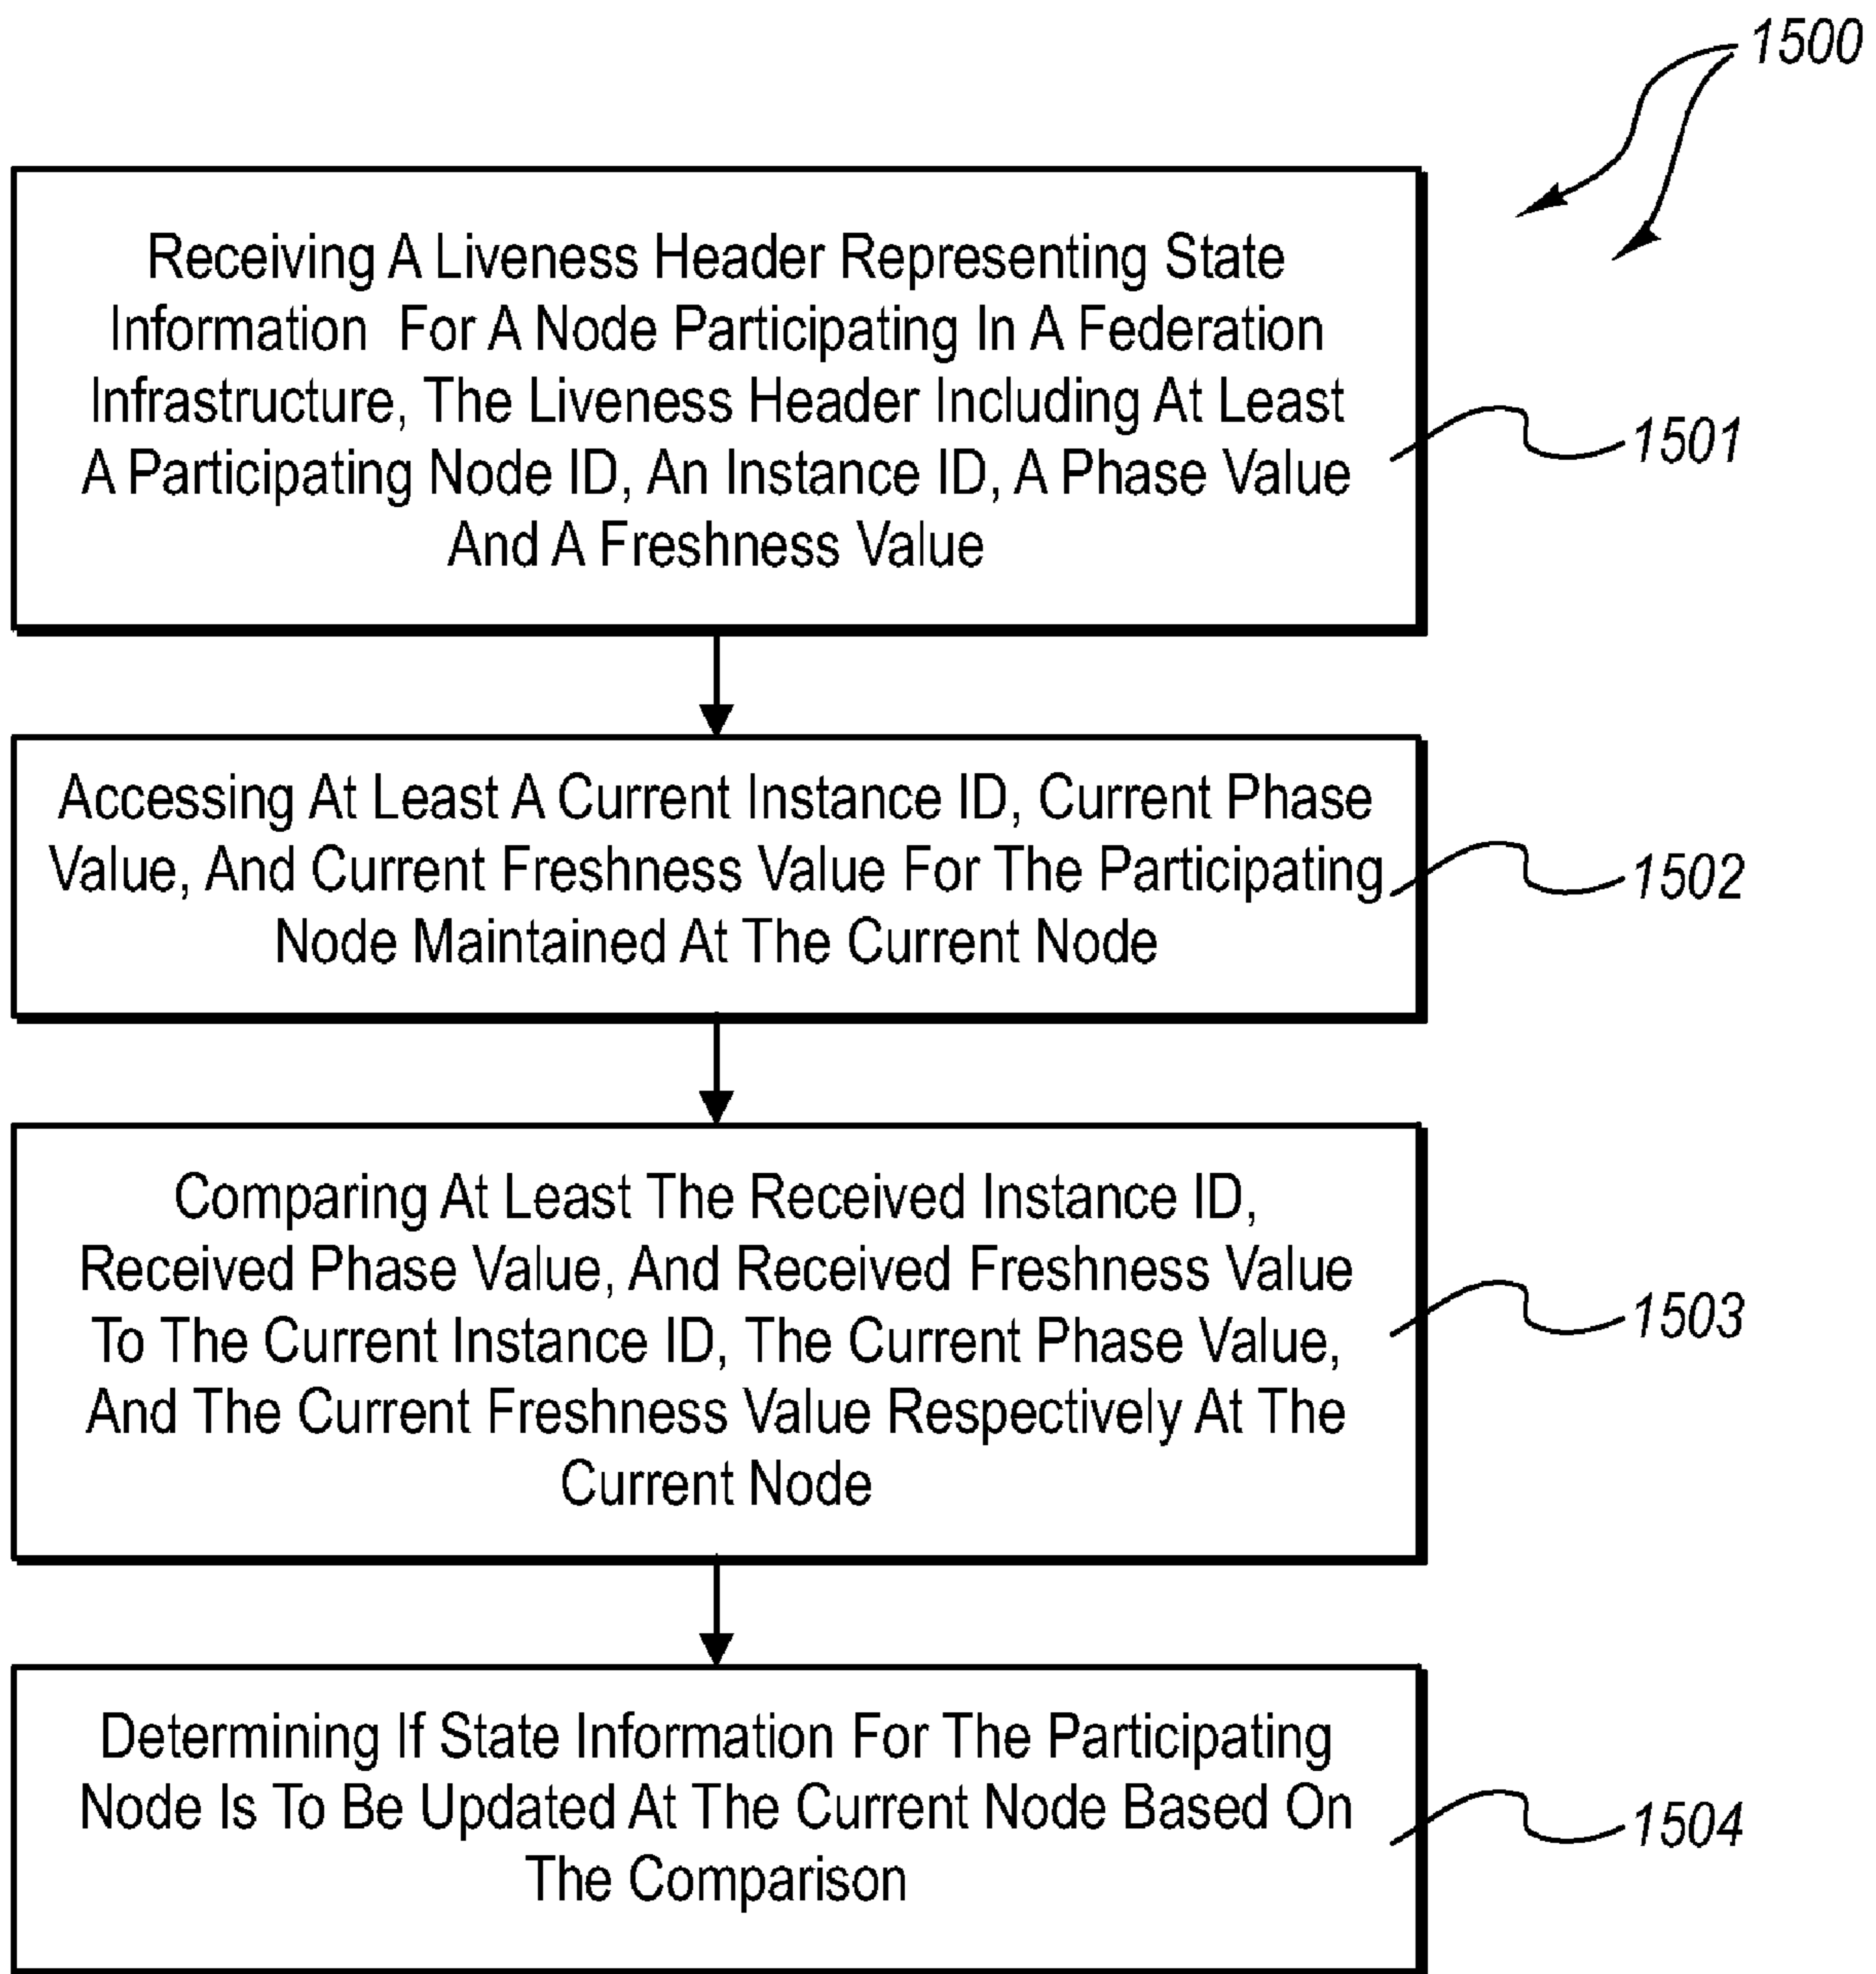 1500
Receiving A Liveness Header Representing State
Information For A Node Participating In A Federation
Infrastructure, The Liveness Header Including At Least
A Participating Node ID, An Instance ID, A Phase Value
And A Freshness Value
1501
Accessing At Least A Current Instance ID, Current Phase
Value, And Current Freshness Value For The Participating
Node Maintained At The Current Node
1502
Comparing At Least The Received Instance ID,
Received Phase Value, And Received Freshness Value
To The Current Instance ID, The Current Phase Value,
And The Current Freshness Value Respectively At The
Current Node
1503
Determining If State Information For The Participating
Node Is To Be Updated At The Current Node Based On
The Comparison
1504